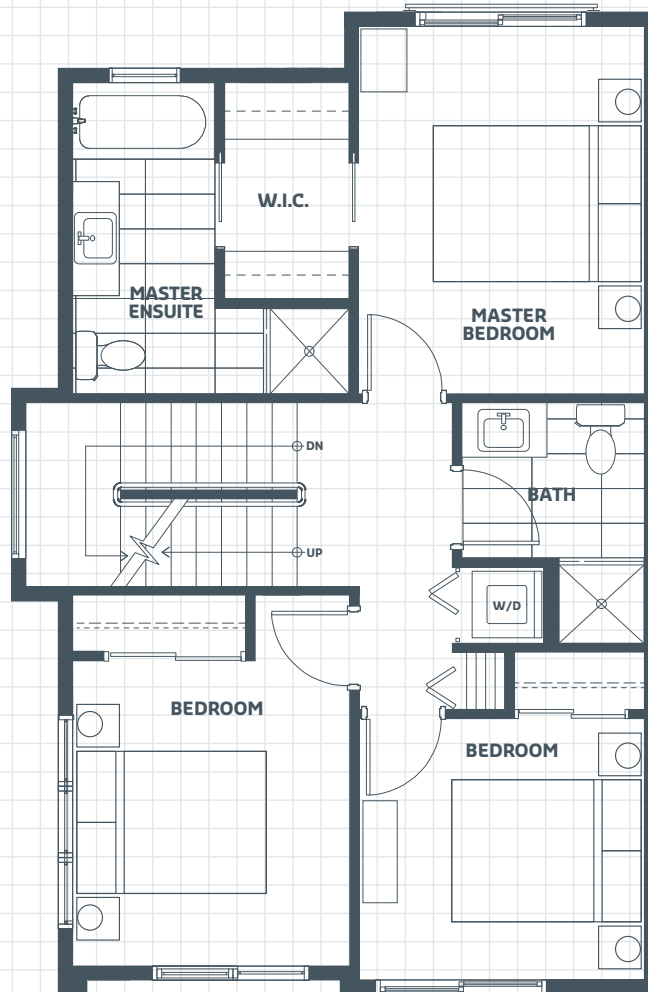 W.I.C.
MASTER
ENSUITE
MASTER
BEDROOM
DN
BATH
UP
W/D
BEDROOM
BEDROOM